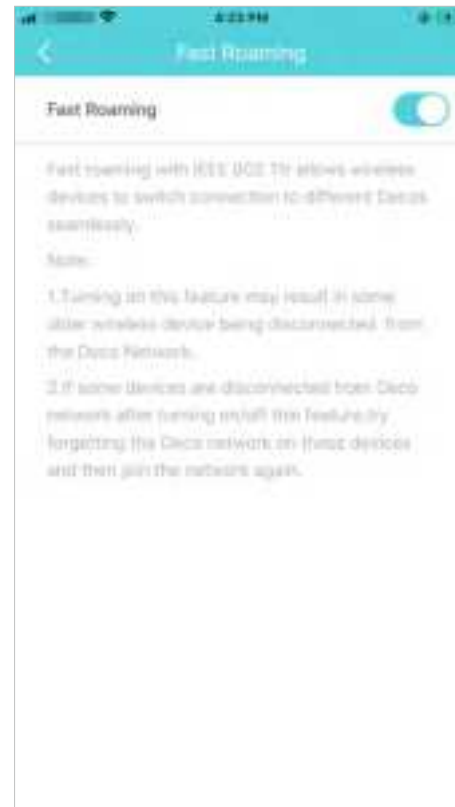 4:23 PM
Fast Roaming
Fast Roaming
Fast roaming with IEEE 802.11r allows wireless
devices to switch connection to different Decos
seamlessly.
Note:
1.Turning on this feature may result in some
older wireless device being disconnected from
the Deco Network.
2.If some devices are disconnected from Deco
network after turning on/off this feature,try
forgetting the Deco network on these devices
and then join the network again.